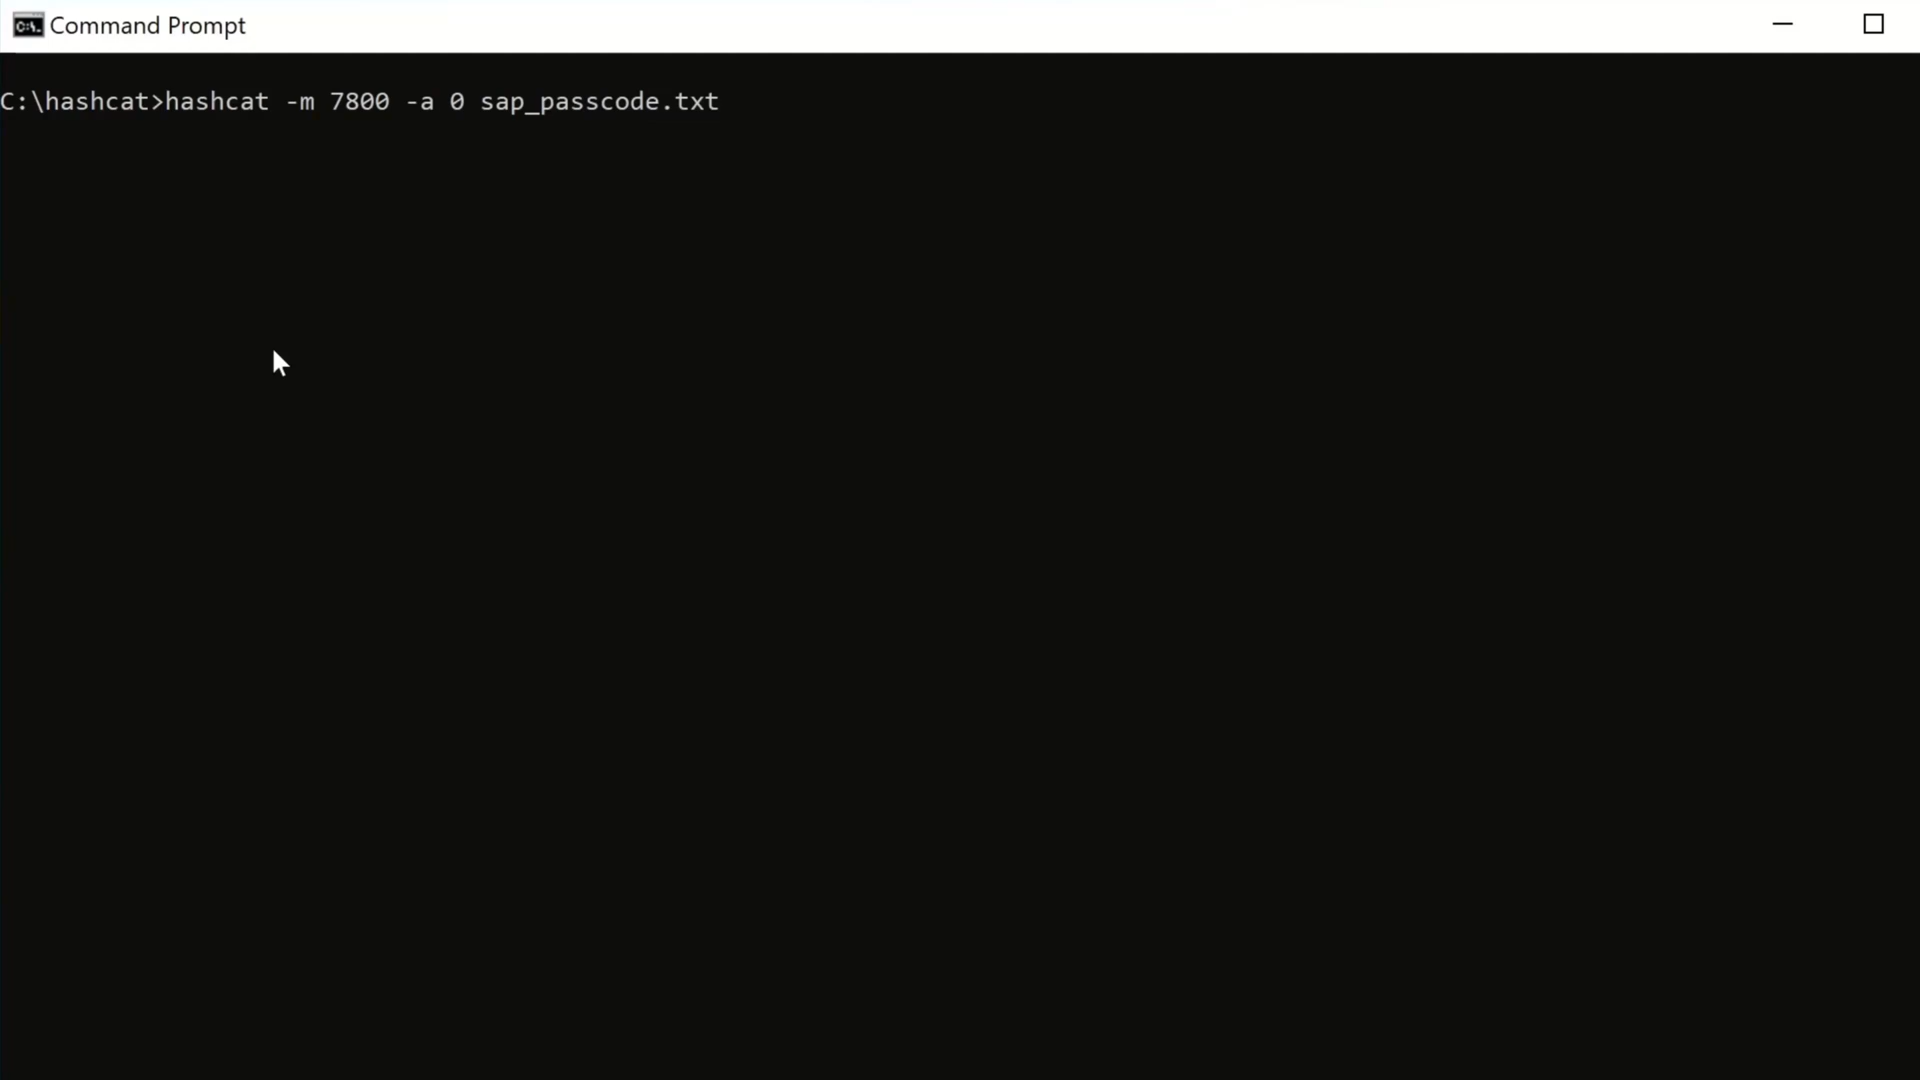 Command Prompt
C:\hashcat>hashcat -m 7800 -a 0 sap_passcode.txt